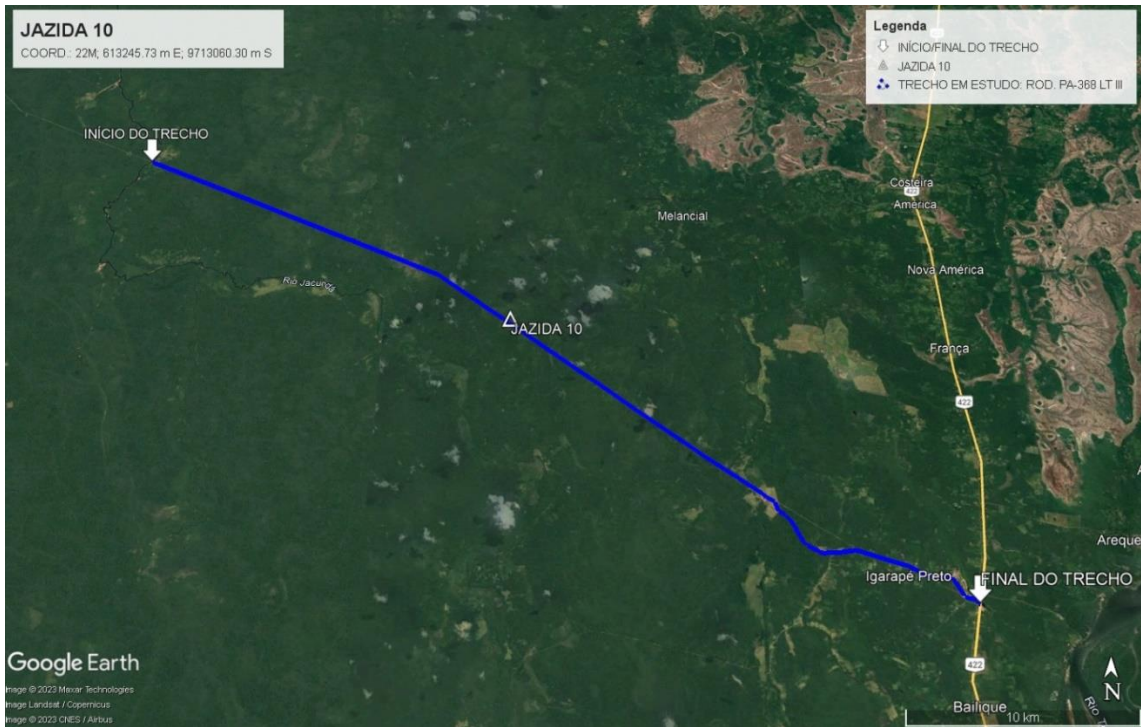 JAZIDA 10
COORD.: 22M; 613245.73 m E; 9713060.30 m S
Legenda
INÍCIO/FINAL DO TRECHO
JAZIDA 10
TRECHO EM ESTUDO: ROD. PA-368 LT III
INÍCIO DO TRECHO
Costeira
422
América
Melancial
Nova América
Rio Jacundá
JAZIDA 10
França
422
Areque
Igarapé Preto
FINAL DO TRECHO
422
Google Earth
Image © 2023 Maxar Technologies
Image Landsat / Copernicus
Image © 2023 CNES / Airbus
N
Bailique
10 km
Rio